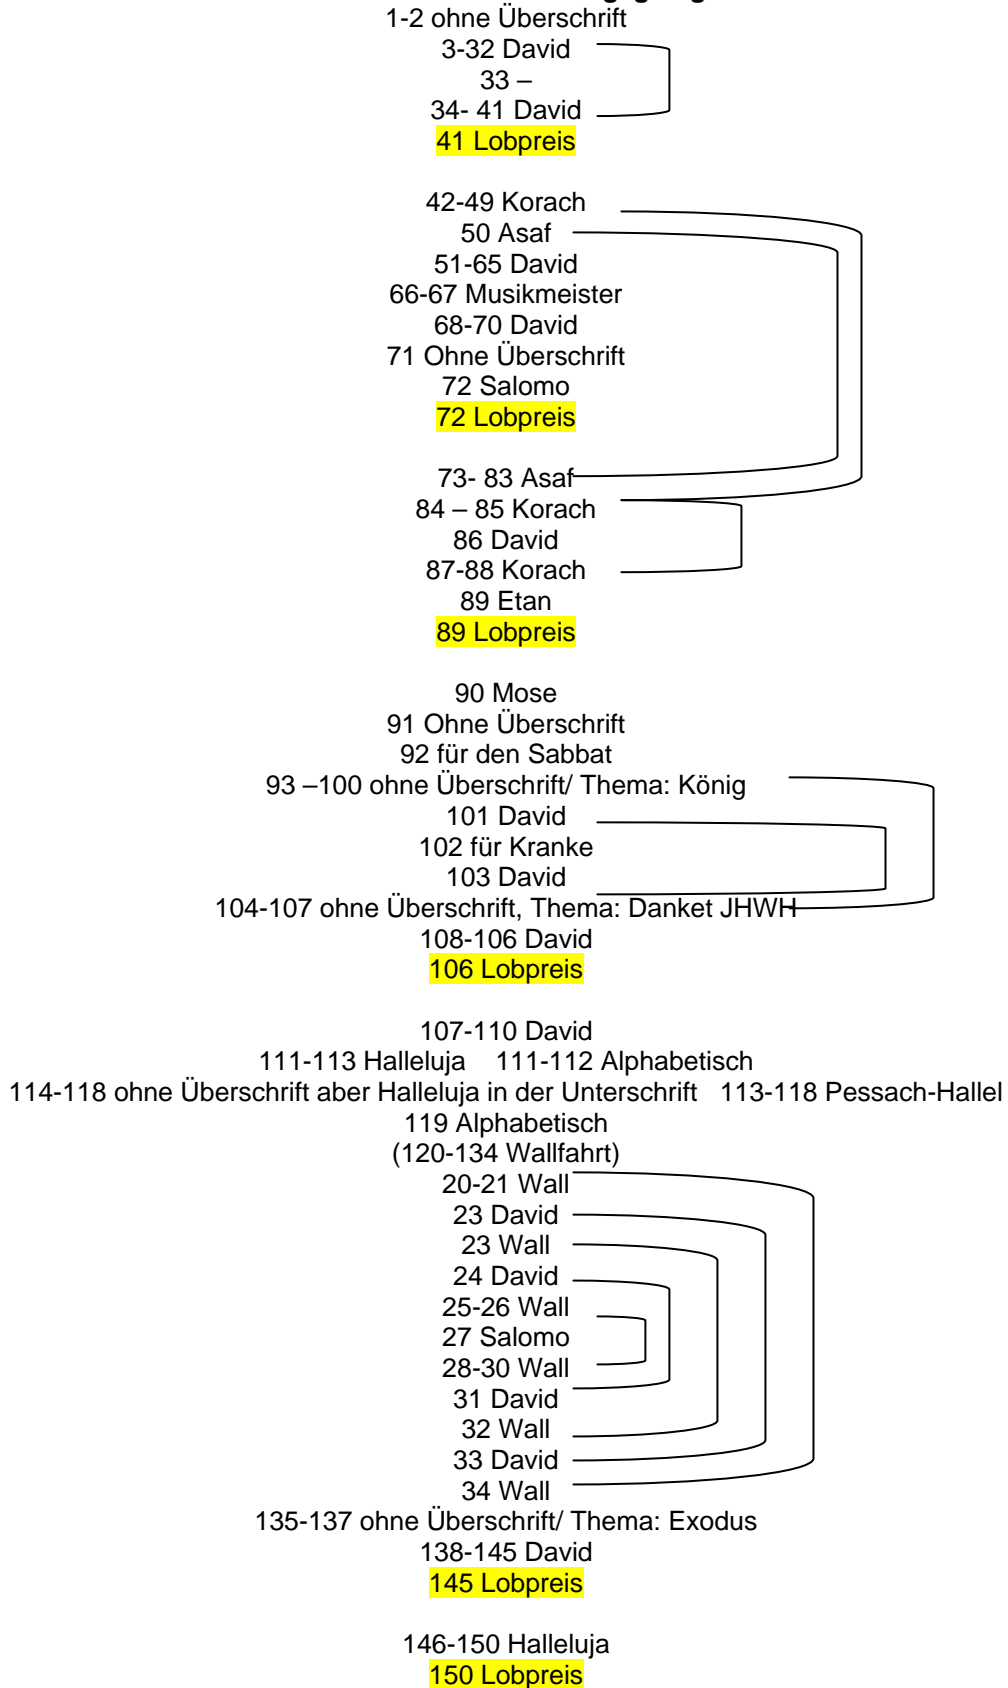 1-2 ohne Überschrift
3-32 David
33 –
34- 41 David
41 Lobpreis
42-49 Korach
50 Asaf
51-65 David
66-67 Musikmeister
68-70 David
71 Ohne Überschrift
72 Salomo
72 Lobpreis
73- 83 Asaf
84 – 85 Korach
86 David
87-88 Korach
89 Etan
89 Lobpreis
90 Mose
91 Ohne Überschrift
92 für den Sabbat
93 –100 ohne Überschrift/ Thema: König
101 David
102 für Kranke
103 David
104-107 ohne Überschrift, Thema: Danket JHWH
108-106 David
106 Lobpreis
107-110 David
111-113 Halleluja 111-112 Alphabetisch
114-118 ohne Überschrift aber Halleluja in der Unterschrift 113-118 Pessach-Hallel
119 Alphabetisch
(120-134 Wallfahrt)
20-21 Wall
23 David
23 Wall
24 David
25-26 Wall
27 Salomo
28-30 Wall
31 David
32 Wall
33 David
34 Wall
135-137 ohne Überschrift/ Thema: Exodus
138-145 David
145 Lobpreis
146-150 Halleluja
150 Lobpreis